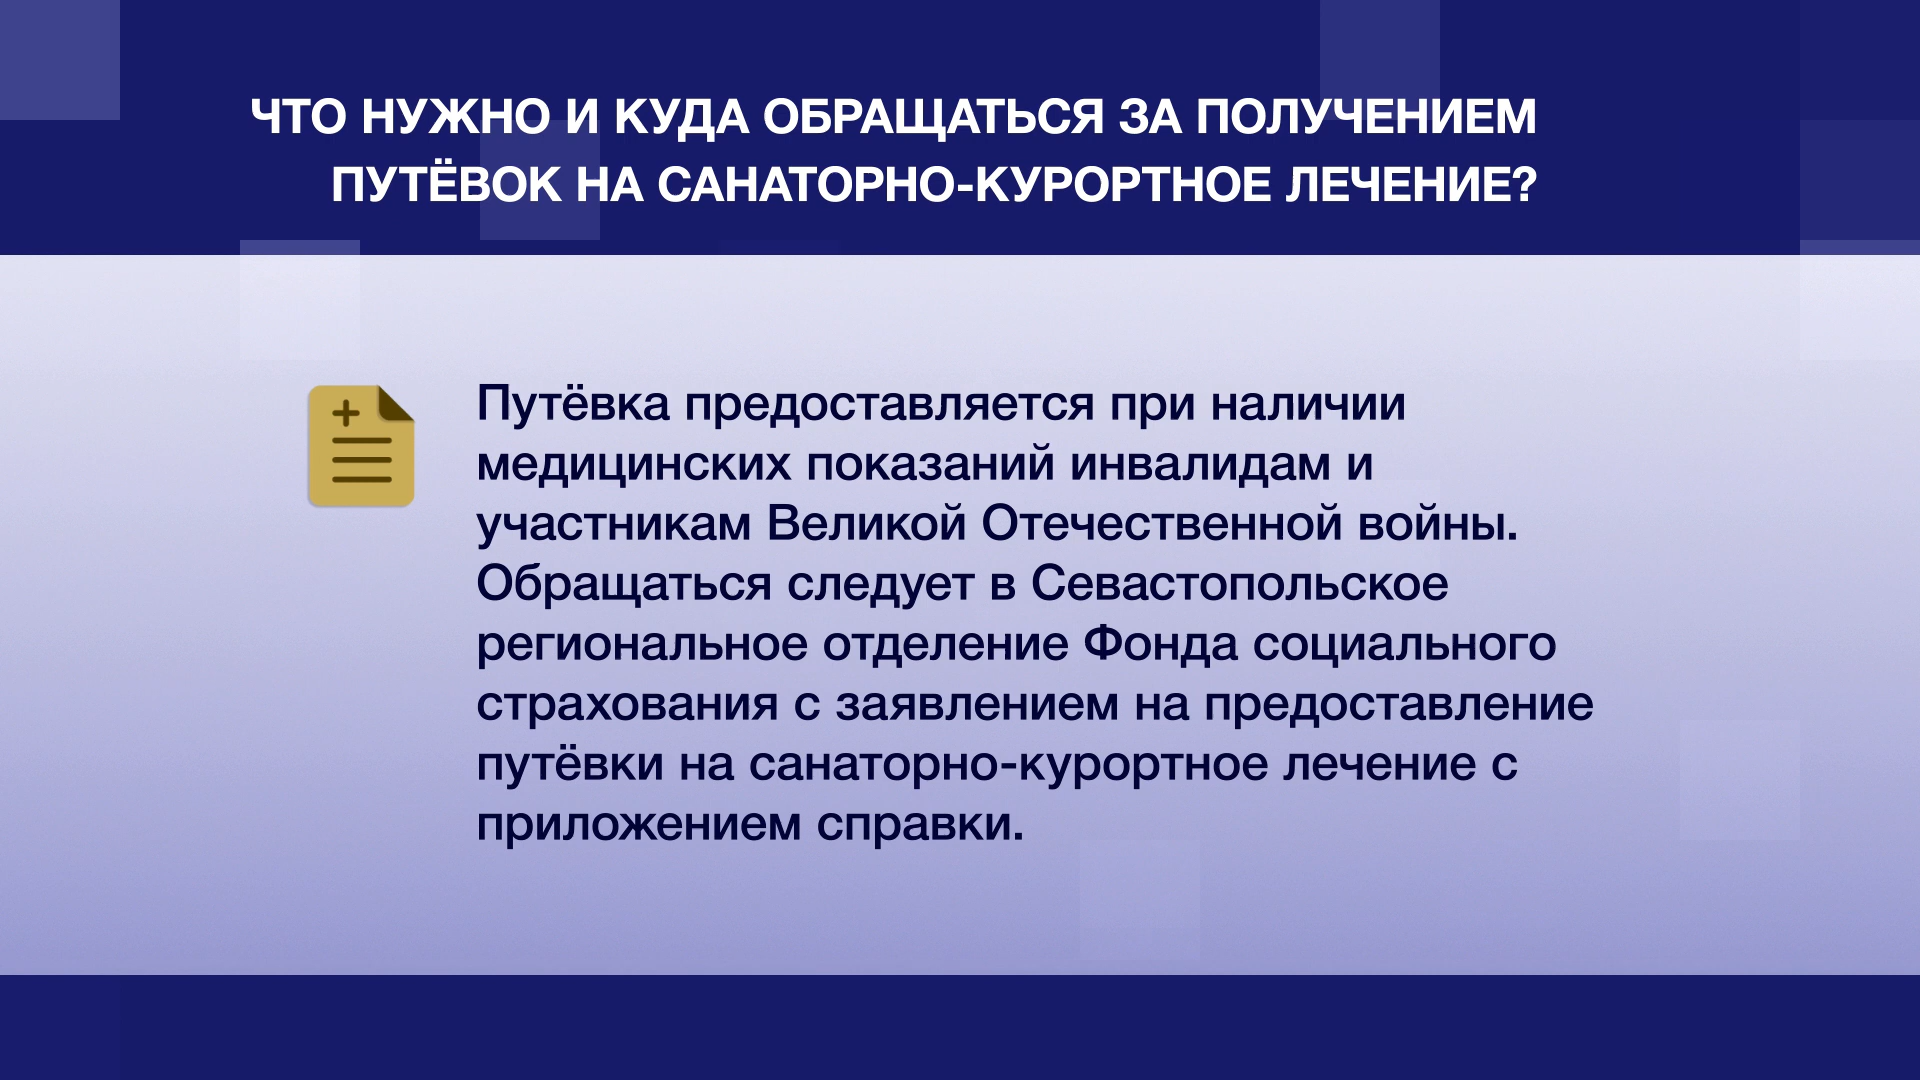 ЧТО НУЖНО И КУДА ОБРАЩАТЬСЯ ЗА ПОЛУЧЕНИЕМ
ПУТЁВОК НА САНАТОРНО-КУРОРТНОЕ ЛЕЧЕНИЕ?
Путёвка предоставляется при наличии
медицинских показаний инвалидам и
участникам Великой Отечественной войны.
Обращаться следует в Севастопольское
региональное отделение Фонда социального
страхования с заявлением на предоставление
путёвки на санаторно-курортное лечение с
приложением справки.